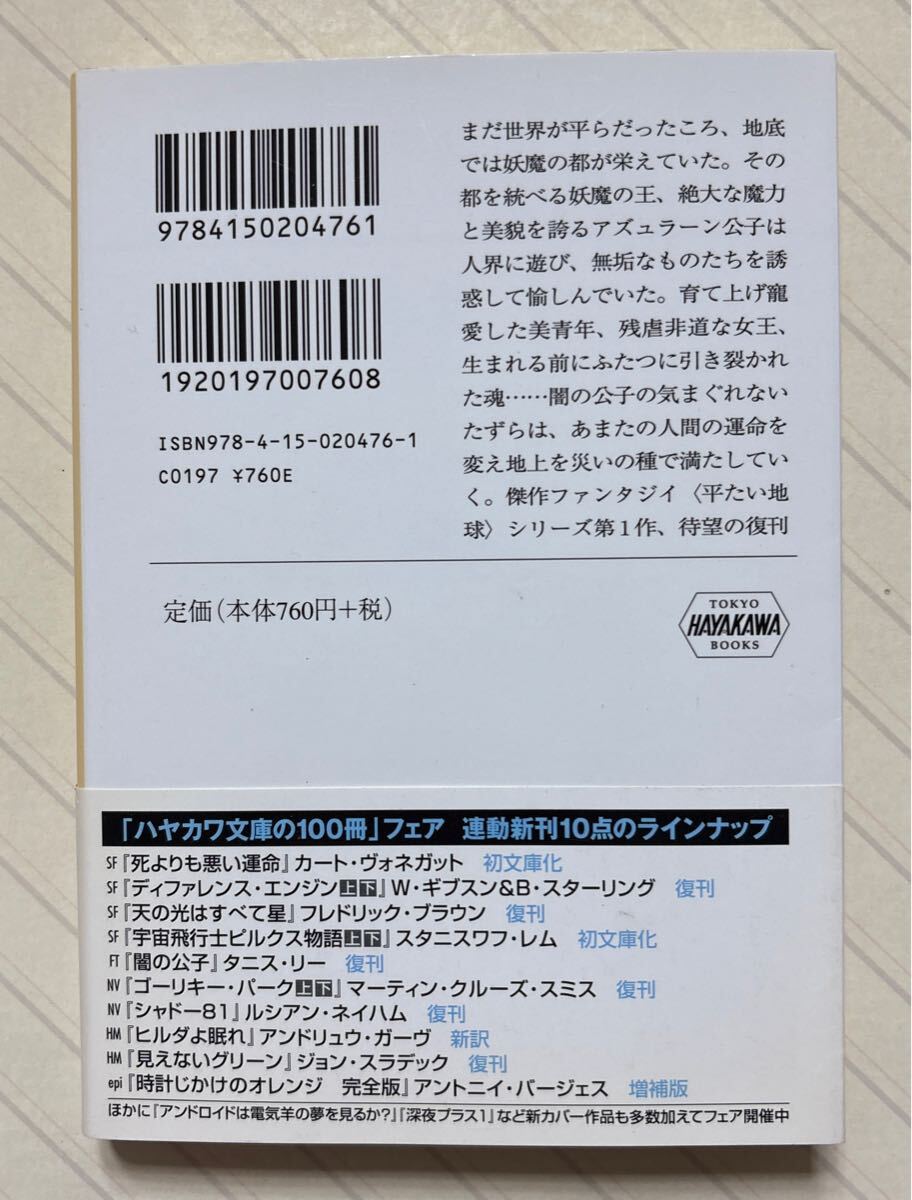 9784150204761
1920197007608
ISBN978-4-15-020476-1
C0197 ¥760E
まだ世界が平らだったころ、地底
では妖魔の都が栄えていた。その
都を統べる妖魔の王、絶大な魔力
と美貌を誇るアズュラーン公子は
人界に遊び、無垢なものたちを誘
惑して愉しんでいた。育て上げ寵
愛した美青年、残虐非道な女王、
生まれる前にふたつに引き裂かれ
た魂……闇の公子の気まぐれない
たずらは、あまたの人間の運命を
変え地上を災いの種で満たしてい
く。傑作ファンタジイ〈平たい地
球〉シリーズ第1作、待望の復刊
定価(本体760円+税)
TOKYO
HAYAKAWA
BOOKS
「ハヤカワ文庫の100冊」フェア 連動新刊10点のラインナップ
SF『死よりも悪い運命』カート・ヴォネガット 初文庫化
SF『ディファレンス・エンジン上下』W・ギブスン&B・スターリング 復刊
SF『天の光はすべて星』フレドリック・ブラウン 復刊
SF『宇宙飛行士ピルクス物語上下』スタニスワフ・レム 初文庫化
FT『闇の公子』タニス・リー 復刊
NV『ゴーリキー・パーク上下』マーティン・クルーズ・スミス 復刊
NV『シャドー81』ルシアン・ネイハム 復刊
HM『ヒルダよ眠れ』アンドリュウ・ガーヴ 新訳
HM『見えないグリーン』ジョン・スラデック 復刊
epi『時計じかけのオレンジ 完全版』アントニイ・バージェス 増補版
ほかに『アンドロイドは電気羊の夢を見るか?』『深夜プラス1』など新カバー作品も多数加えてフェア開催中